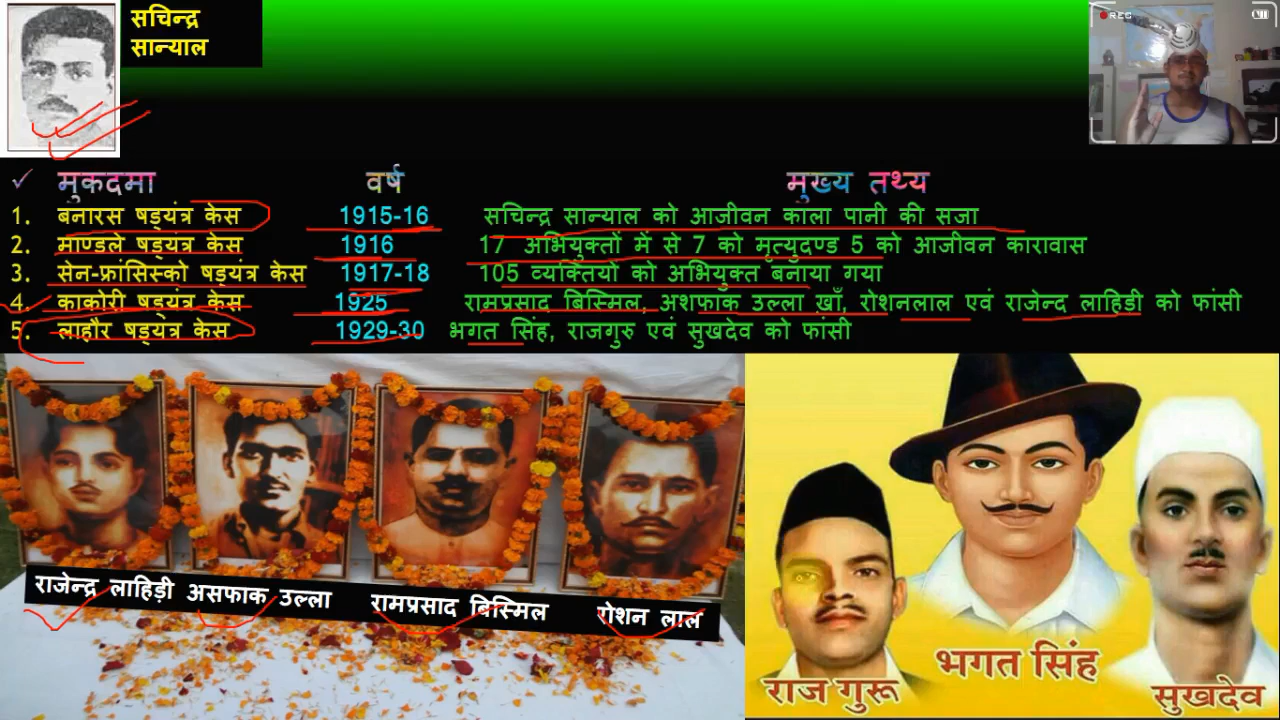 सचिन्द्र
सान्याल
REC
✓ मुकदमा वर्ष मुख्य तथ्य
1. बनारस षड्यंत्र केस 1915-16 सचिन्द्र सान्याल को आजीवन काला पानी की सजा
2. माण्डले षड्यंत्र केस 1916 17 अभियुक्तों में से 7 को मृत्युदण्ड 5 को आजीवन कारावास
3. सेन-फ्रांसिस्को षड्यंत्र केस 1917-18 105 व्यक्तियो को अभियुक्त बनाया गया
4. काकोरी षड्यंत्र केस 1925 रामप्रसाद बिस्मिल, अशफाक उल्ला खाँ, रोशनलाल एवं राजेन्द लाहिड़ी को फांसी
5. लाहौर षड्यंत्र केस 1929-30 भगत सिंह, राजगुरु एवं सुखदेव को फांसी
राजेन्द्र लाहिड़ी असफाक उल्ला रामप्रसाद बिस्मिल रोशन लाल
राज गुरू भगत सिंह सुखदेव